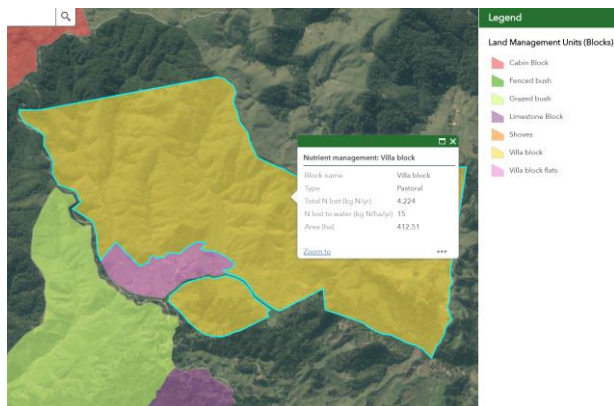 Legend
Land Management Units (Blocks)
Cabin Block
Fenced bush
Grazed bush
Limestone Block
Shoves
Villa block
Villa block flats
Nutrient management: Villa block
Block name Villa block
Type Pastoral
Total N lost (kg N/yr) 4,224
N lost to water (kg N/ha/yr) 15
Area (ha) 412.51
Zoom to •••